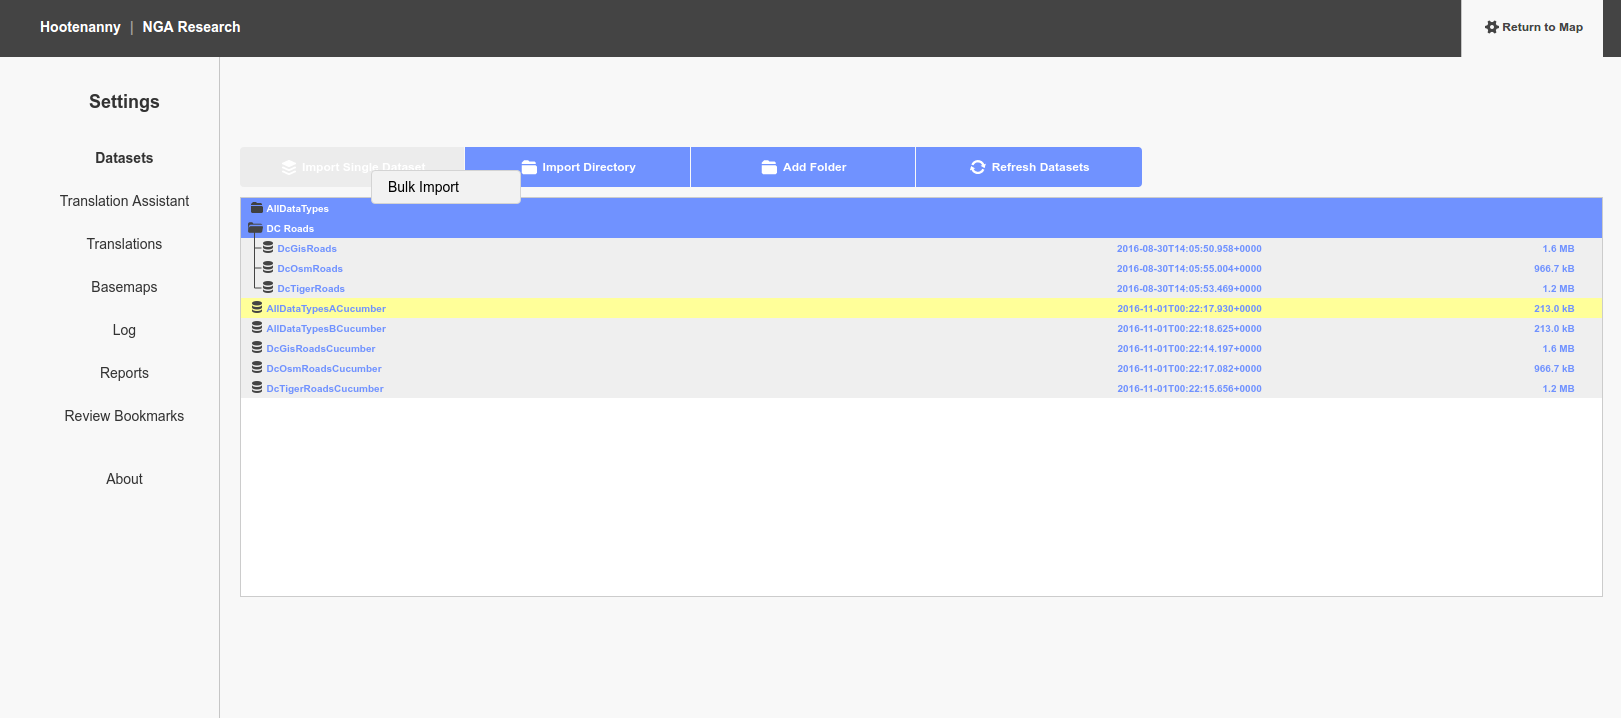 Hootenanny | NGA Research
Return to Map
Settings
Datasets
Translation Assistant
Translations
Basemaps
Log
Reports
Review Bookmarks
About
Import Single Dataset
Import Directory
Add Folder
Refresh Datasets
Bulk Import
AllDataTypes
DC Roads
DcGisRoads 2016-08-30T14:05:50.958+0000 1.6 MB
DcOsmRoads 2016-08-30T14:05:55.004+0000 966.7 kB
DcTigerRoads 2016-08-30T14:05:53.469+0000 1.2 MB
AllDataTypesACucumber 2016-11-01T00:22:17.930+0000 213.0 kB
AllDataTypesBCucumber 2016-11-01T00:22:18.625+0000 213.0 kB
DcGisRoadsCucumber 2016-11-01T00:22:14.197+0000 1.6 MB
DcOsmRoadsCucumber 2016-11-01T00:22:17.082+0000 966.7 kB
DcTigerRoadsCucumber 2016-11-01T00:22:15.656+0000 1.2 MB